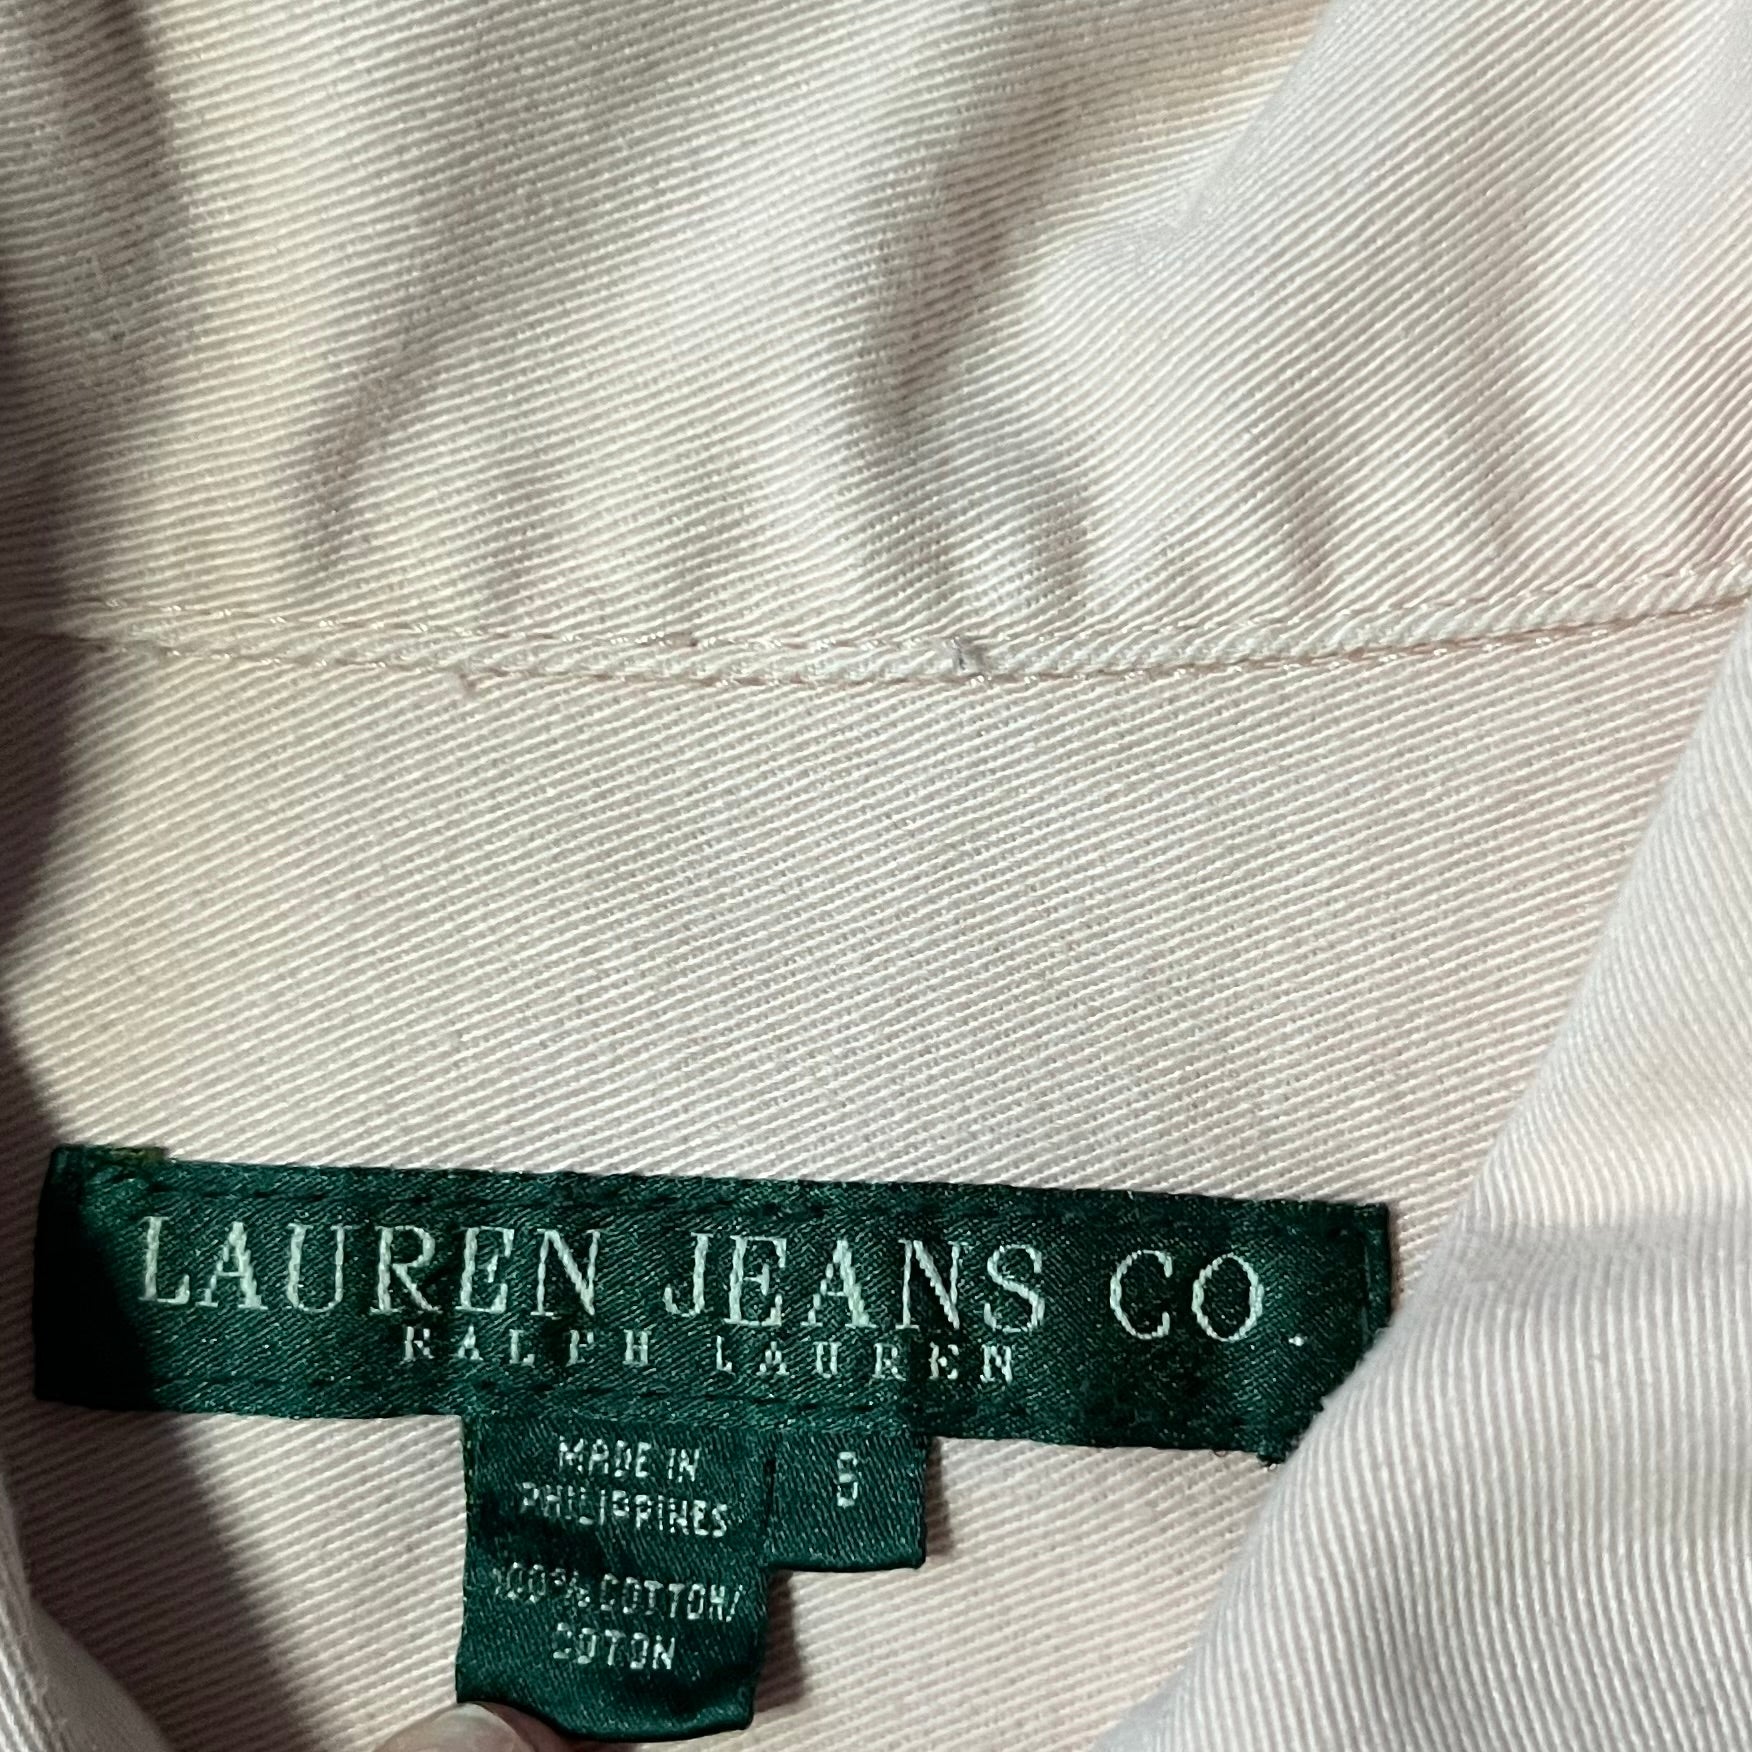 LAUREN JEANS CO.
RALPH LAUREN
MADE IN
PHILIPPINES
100% COTTON/
COTON